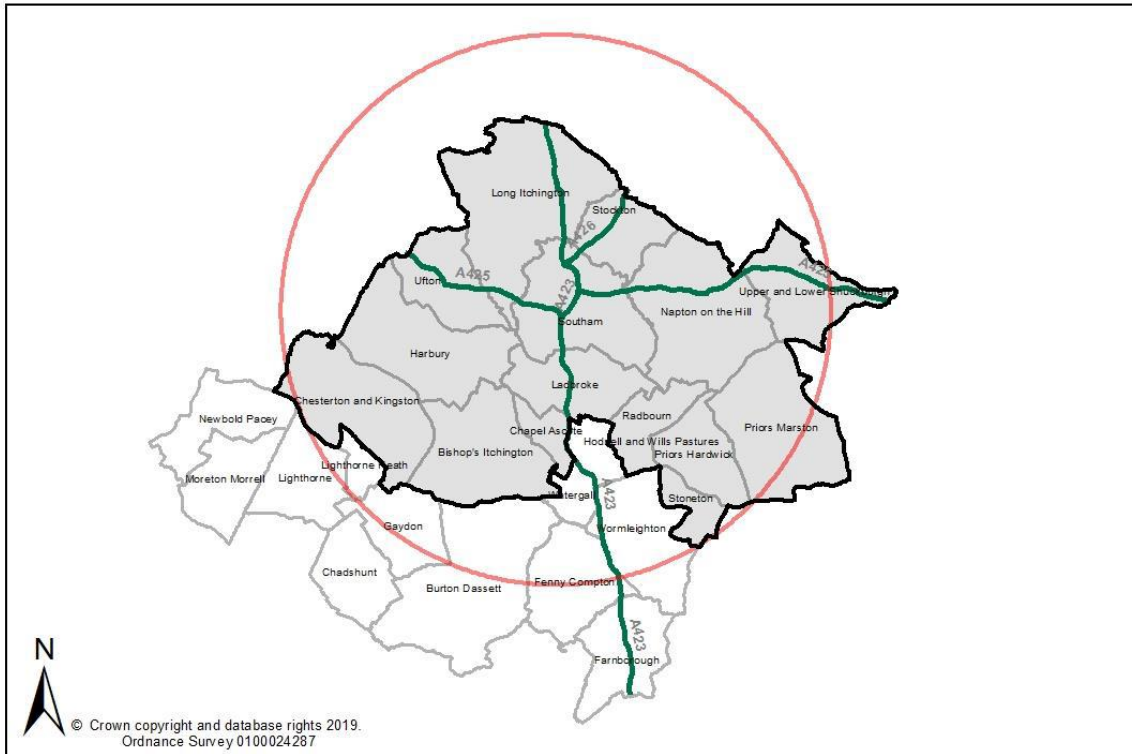 Long Itchington
Stockton
A426
A425
Ufton
A425
A423
Upper and Lower Shuckburgh
Napton on the Hill
Southam
Harbury
Ladbroke
Chesterton and Kingston
Radbourn
Newbold Pacey
Chapel Ascote
Priors Marston
Hodnell and Wills Pastures
Bishop's Itchington
Priors Hardwick
Lighthorne Heath
Moreton Morrell
Lighthorne
Watergall
A423
Stoneton
Gaydon
Wormleighton
Chadshunt
Burton Dassett
Fenny Compton
A423
Farnborough
N
© Crown copyright and database rights 2019.
Ordnance Survey 0100024287